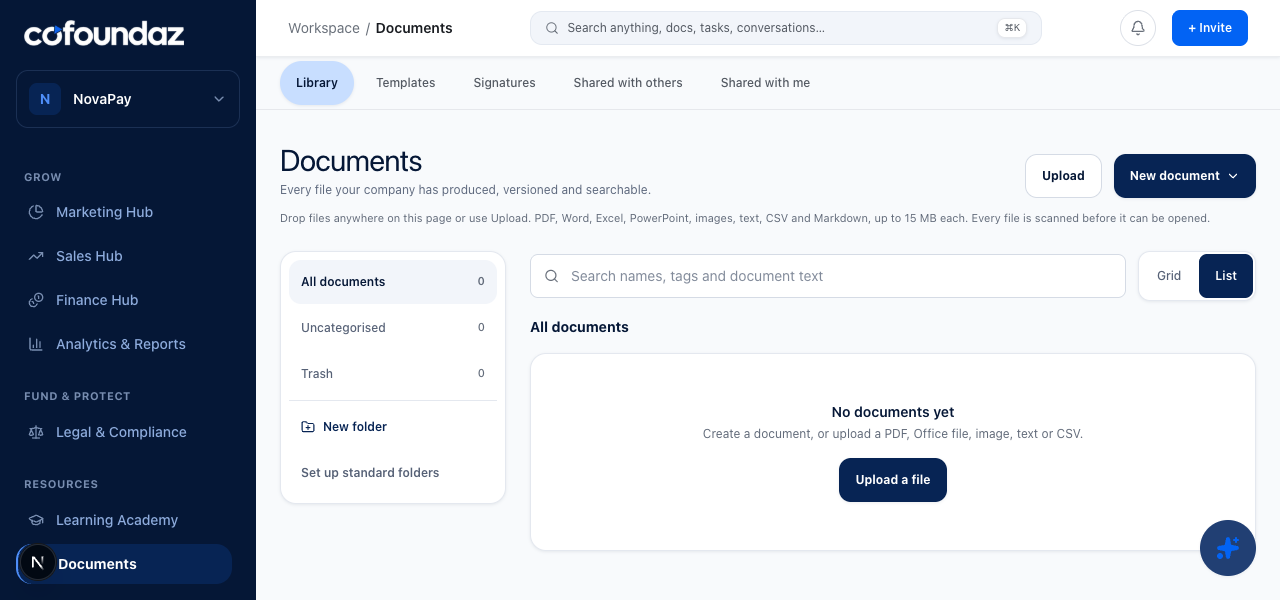 cofoundaz
Workspace / Documents
Search anything, docs, tasks, conversations...
⌘K
+ Invite
N NovaPay
Library Templates Signatures Shared with others Shared with me
GROW
Marketing Hub
Sales Hub
Finance Hub
Analytics & Reports
FUND & PROTECT
Legal & Compliance
RESOURCES
Learning Academy
N Documents
Documents
Every file your company has produced, versioned and searchable.
Upload
New document
Drop files anywhere on this page or use Upload. PDF, Word, Excel, PowerPoint, images, text, CSV and Markdown, up to 15 MB each. Every file is scanned before it can be opened.
All documents 0
Uncategorised 0
Trash 0
New folder
Set up standard folders
Search names, tags and document text
Grid List
All documents
No documents yet
Create a document, or upload a PDF, Office file, image, text or CSV.
Upload a file